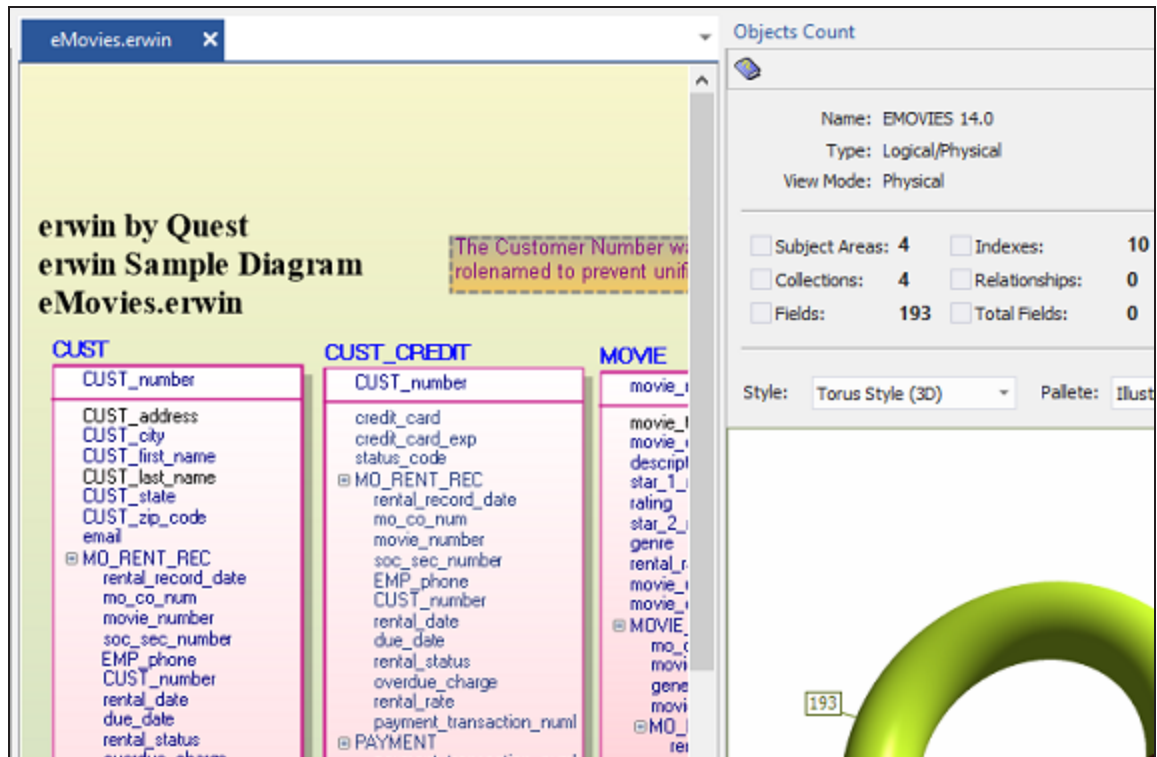 eMovies.erwin
Objects Count
Name: EMOVIES 14.0
Type: Logical/Physical
View Mode: Physical
Subject Areas: 4 Indexes: 10
Collections: 4 Relationships: 0
Fields: 193 Total Fields: 0
Style: Torus Style (3D) Pallete: Illust
193
erwin by Quest
erwin Sample Diagram
eMovies.erwin
The Customer Number
rolenamed to prevent
CUST
CUST_number
CUST_address
CUST_city
CUST_first_name
CUST_last_name
CUST_state
CUST_zip_code
email
MO_RENT_REC
rental_record_date
mo_co_num
movie_number
soc_sec_number
EMP_phone
CUST_number
rental_date
due_date
rental_status
CUST_CREDIT
CUST_number
credit_card
credit_card_exp
status_code
MO_RENT_REC
rental_record_date
mo_co_num
movie_number
soc_sec_number
EMP_phone
CUST_number
rental_date
due_date
rental_status
overdue_charge
rental_rate
payment_transaction_numl
PAYMENT
MOVIE
rating
genre